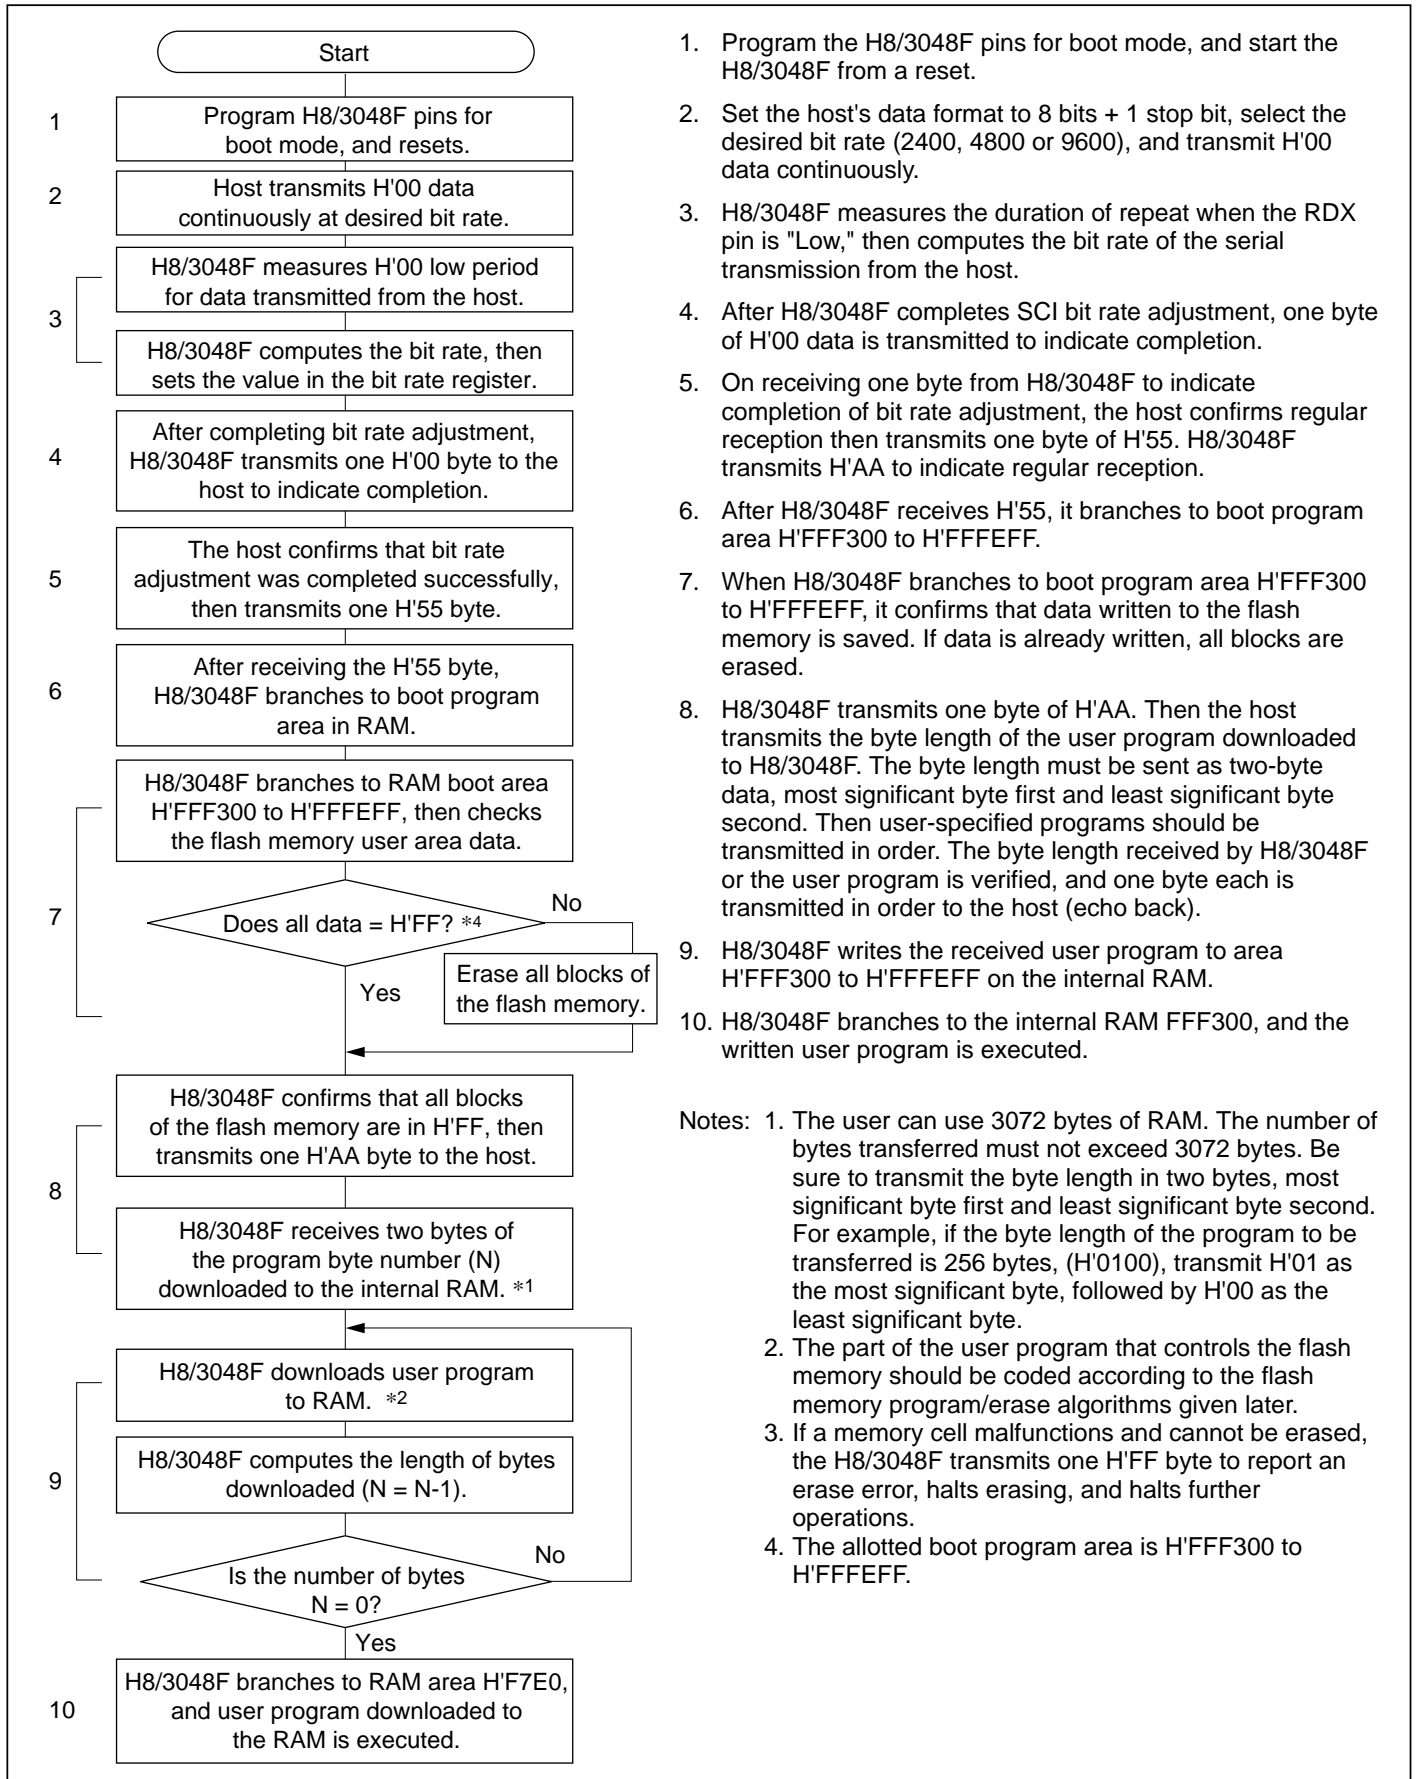 Start
1
Program H8/3048F pins for
boot mode, and resets.
2
Host transmits H'00 data
continuously at desired bit rate.
3
H8/3048F measures H'00 low period
for data transmitted from the host.
H8/3048F computes the bit rate, then
sets the value in the bit rate register.
4
After completing bit rate adjustment,
H8/3048F transmits one H'00 byte to the
host to indicate completion.
5
The host confirms that bit rate
adjustment was completed successfully,
then transmits one H'55 byte.
6
After receiving the H'55 byte,
H8/3048F branches to boot program
area in RAM.
7
H8/3048F branches to RAM boot area
H'FFF300 to H'FFFEFF, then checks
the flash memory user area data.
Does all data = H'FF? *4
No
Erase all blocks of
the flash memory.
Yes
8
H8/3048F confirms that all blocks
of the flash memory are in H'FF, then
transmits one H'AA byte to the host.
H8/3048F receives two bytes of
the program byte number (N)
downloaded to the internal RAM. *1
9
H8/3048F downloads user program
to RAM. *2
H8/3048F computes the length of bytes
downloaded (N = N-1).
Is the number of bytes
N = 0?
No
Yes
10
H8/3048F branches to RAM area H'F7E0,
and user program downloaded to
the RAM is executed.
1. Program the H8/3048F pins for boot mode, and start the
H8/3048F from a reset.
2. Set the host's data format to 8 bits + 1 stop bit, select the
desired bit rate (2400, 4800 or 9600), and transmit H'00
data continuously.
3. H8/3048F measures the duration of repeat when the RDX
pin is "Low," then computes the bit rate of the serial
transmission from the host.
4. After H8/3048F completes SCI bit rate adjustment, one byte
of H'00 data is transmitted to indicate completion.
5. On receiving one byte from H8/3048F to indicate
completion of bit rate adjustment, the host confirms regular
reception then transmits one byte of H'55. H8/3048F
transmits H'AA to indicate regular reception.
6. After H8/3048F receives H'55, it branches to boot program
area H'FFF300 to H'FFFEFF.
7. When H8/3048F branches to boot program area H'FFF300
to H'FFFEFF, it confirms that data written to the flash
memory is saved. If data is already written, all blocks are
erased.
8. H8/3048F transmits one byte of H'AA. Then the host
transmits the byte length of the user program downloaded
to H8/3048F. The byte length must be sent as two-byte
data, most significant byte first and least significant byte
second. Then user-specified programs should be
transmitted in order. The byte length received by H8/3048F
or the user program is verified, and one byte each is
transmitted in order to the host (echo back).
9. H8/3048F writes the received user program to area
H'FFF300 to H'FFFEFF on the internal RAM.
10. H8/3048F branches to the internal RAM FFF300, and the
written user program is executed.
Notes: 1. The user can use 3072 bytes of RAM. The number of
bytes transferred must not exceed 3072 bytes. Be
sure to transmit the byte length in two bytes, most
significant byte first and least significant byte second.
For example, if the byte length of the program to be
transferred is 256 bytes, (H'0100), transmit H'01 as
the most significant byte, followed by H'00 as the
least significant byte.
2. The part of the user program that controls the flash
memory should be coded according to the flash
memory program/erase algorithms given later.
3. If a memory cell malfunctions and cannot be erased,
the H8/3048F transmits one H'FF byte to report an
erase error, halts erasing, and halts further
operations.
4. The allotted boot program area is H'FFF300 to
H'FFFEFF.